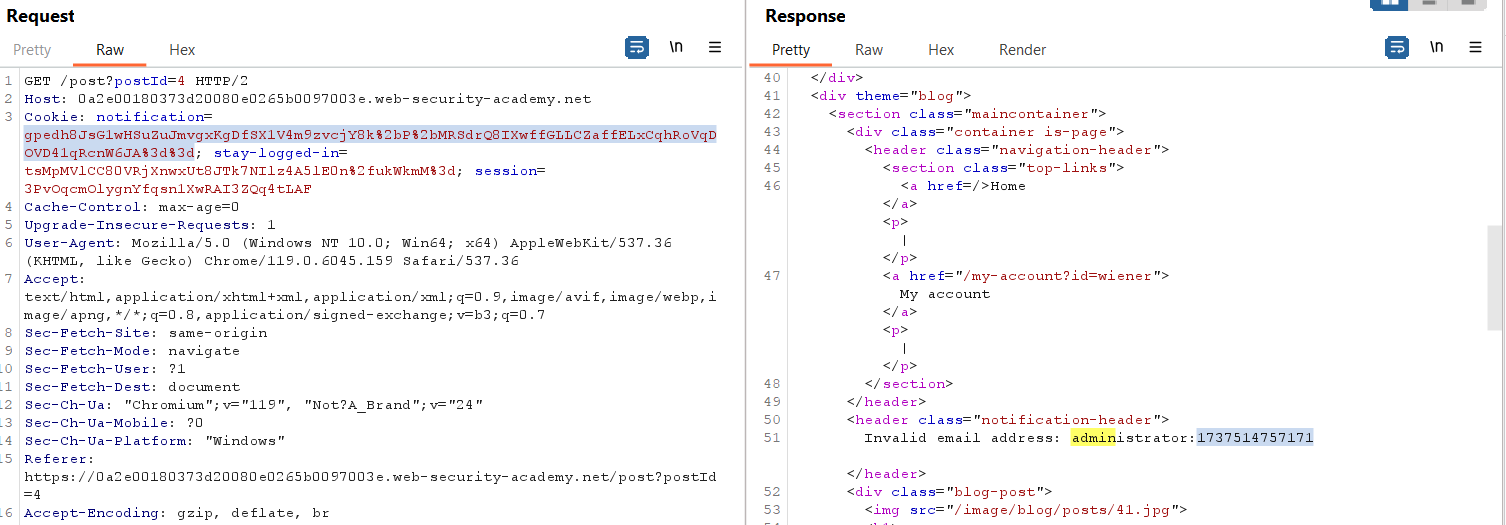 Request
Pretty Raw Hex
\n
1 GET /post?postId=4 HTTP/2
2 Host: 0a2e00180373d20080e0265b0097003e.web-security-academy.net
3 Cookie: notification=
gpedh8JsGlwHSuZuJmvgxKgDfSXlV4m9zvcjY8k%2bP%2bMRSdrQ8IXwffGLLCZaffELxCqhRoVqD
OVD41qRcnW6JA%3d%3d; stay-logged-in=
tsMpMVlCC80VRjXnwxUt8JTk7NIlz4A5lE0n%2fukWkmM%3d; session=
3PvOqcmOlygnYfqsnlXwRAI3ZQq4tLAF
4 Cache-Control: max-age=0
5 Upgrade-Insecure-Requests: 1
6 User-Agent: Mozilla/5.0 (Windows NT 10.0; Win64; x64) AppleWebKit/537.36
(KHTML, like Gecko) Chrome/119.0.6045.159 Safari/537.36
7 Accept:
text/html,application/xhtml+xml,application/xml;q=0.9,image/avif,image/webp,i
mage/apng,*/*;q=0.8,application/signed-exchange;v=b3;q=0.7
8 Sec-Fetch-Site: same-origin
9 Sec-Fetch-Mode: navigate
10 Sec-Fetch-User: ?1
11 Sec-Fetch-Dest: document
12 Sec-Ch-Ua: "Chromium";v="119", "Not?A_Brand";v="24"
13 Sec-Ch-Ua-Mobile: ?0
14 Sec-Ch-Ua-Platform: "Windows"
15 Referer:
https://0a2e00180373d20080e0265b0097003e.web-security-academy.net/post?postId
=4
16 Accept-Encoding: gzip, deflate, br
Response
Pretty Raw Hex Render
\n
40 </div>
41 <div theme="blog">
42 <section class="maincontainer">
43 <div class="container is-page">
44 <header class="navigation-header">
45 <section class="top-links">
46 <a href=/>Home
</a>
<p>
|
</p>
47 <a href="/my-account?id=wiener">
My account
</a>
<p>
|
</p>
48 </section>
49 </header>
50 <header class="notification-header">
51 Invalid email address: administrator:1737514757171
</header>
52 <div class="blog-post">
53 <img src="/image/blog/posts/41.jpg">